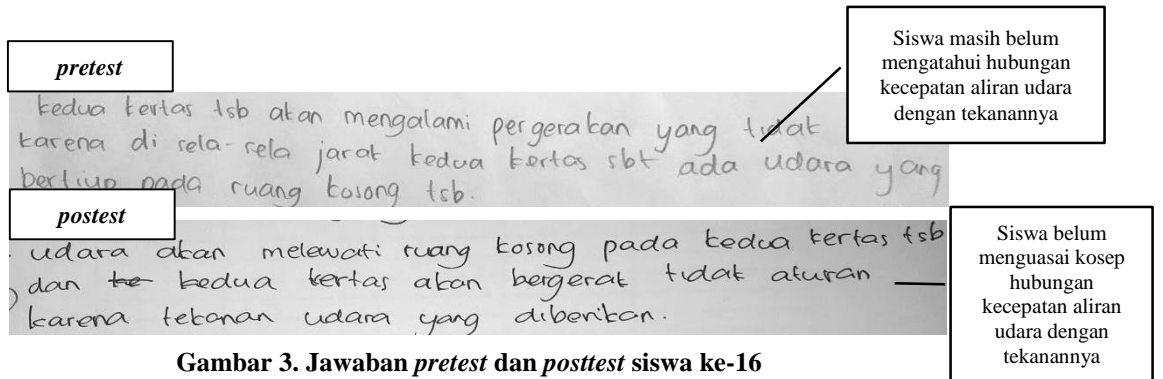 pretest
Siswa masih belum
mengatahui hubungan
kecepatan aliran udara
dengan tekanannya
kedua kertas tsb akan mengalami pergerakan yang tidak
karena di sela-sela jarak kedua kertas sbt ada udara yang
bertiup pada ruang kosong tsb.
postest
udara akan melewati ruang kosong pada kedua kertas tsb
dan kedua kertas akan bergerak tidak aturan
karena tekanan udara yang diberikan.
Siswa belum
menguasai kosep
hubungan
kecepatan aliran
udara dengan
tekanannya
Gambar 3. Jawaban pretest dan posttest siswa ke-16